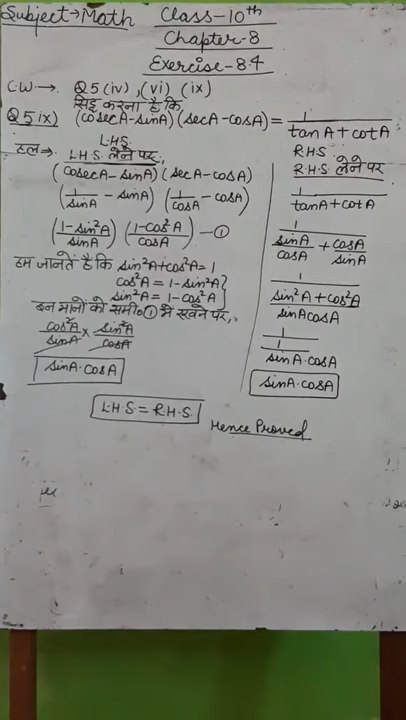 Subject→Math Class-10th
Chapter-8
Exercise-8.4
C.W→. Q5(iv),(vi)(ix)
सिद्ध करना है कि
Q5ix) (cosecA-sinA)(secA-cosA)=1/(tanA+cotA)
हल→. L.H.S.
L.H.S. लेने पर,
(cosecA-sinA)(secA-cosA)
(1/sinA - sinA)(1/cosA - cosA)
((1-sin²A)/sinA)((1-cos²A)/cosA) -①
हम जानते हैं कि sin²A+cos²A=1
cos²A = 1-sin²A}
sin²A = 1-cos²A}
इन मानों को समी०① में रखने पर,
cos²A/sinA × sin²A/cosA
sinA·cosA
R.H.S
R.H.S. लेने पर
1/(tanA+cotA)
1/(sinA/cosA + cosA/sinA)
1/((sin²A+cos²A)/(sinAcosA))
1/(1/(sinA·cosA))
sinA·cosA
L.H.S.=R.H.S.
Hence Proved